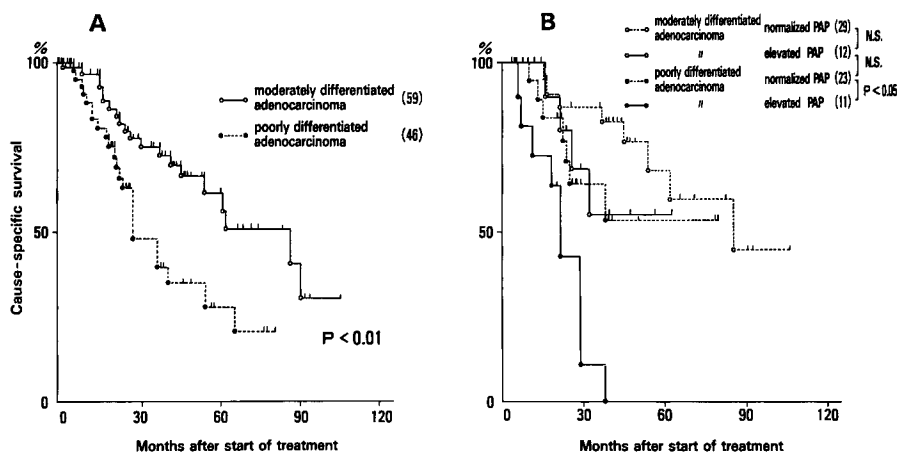 A
%
100
50
0
Cause-specific survival
moderately differentiated
adenocarcinoma (59)
poorly differentiated
adenocarcinoma (46)
P < 0.01
0 30 60 90 120
Months after start of treatment
B
moderately differentiated
adenocarcinoma normalized PAP (29)
〃 elevated PAP (12)
poorly differentiated
adenocarcinoma normalized PAP (23)
〃 elevated PAP (11)
N.S.
N.S.
P < 0.05
%
100
50
0
0 30 60 90 120
Months after start of treatment